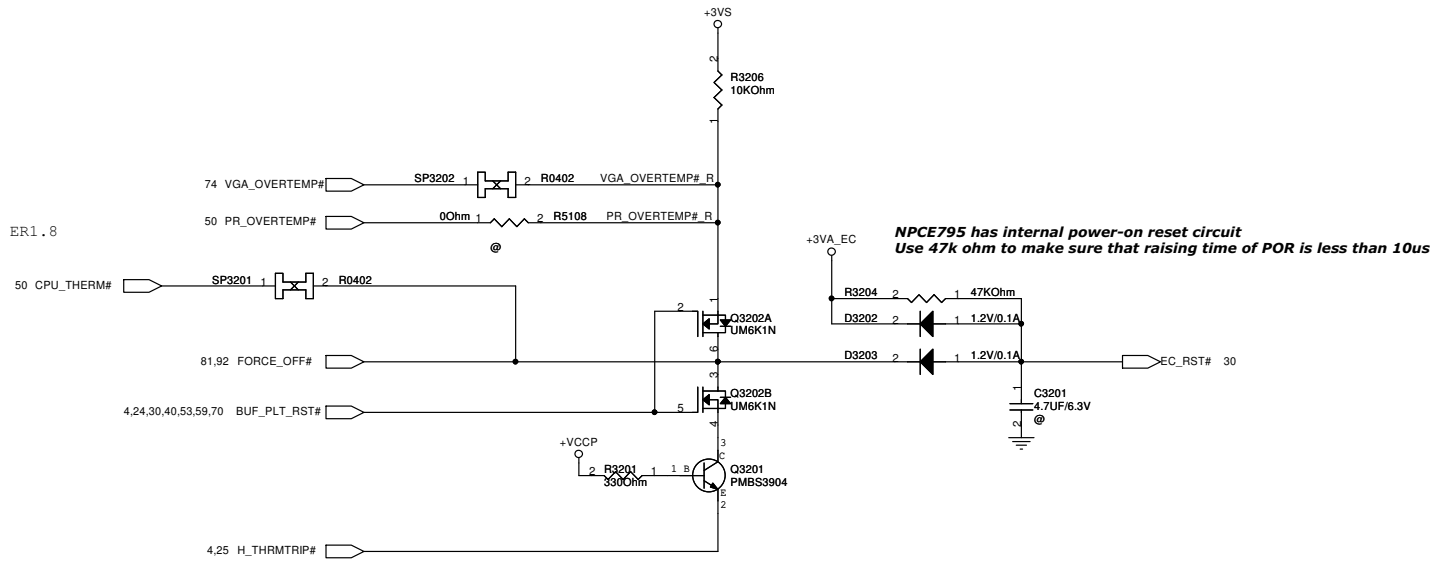 +3VS
2
R3206
10KOhm
1
74 VGA_OVERTEMP#
SP3202 1 2 R0402
VGA_OVERTEMP#_R
50 PR_OVERTEMP#
0Ohm 1 2 R5108
PR_OVERTEMP#_R
@
ER1.8
+3VA_EC
NPCE795 has internal power-on reset circuit
Use 47k ohm to make sure that raising time of POR is less than 10us
50 CPU_THERM#
SP3201 1 2 R0402
R3204 2 1 47KOhm
2
1
Q3202A
UM6K1N
6
D3202 2 1 1.2V/0.1A
81,92 FORCE_OFF#
D3203 2 1 1.2V/0.1A
EC_RST# 30
3
Q3202B
UM6K1N
5
4
1
C3201
4.7UF/6.3V
@
2
4,24,30,40,53,59,70 BUF_PLT_RST#
+VCCP
2 R3201 1
330Ohm
1 B
3
C
Q3201
PMBS3904
E
2
4,25 H_THRMTRIP#